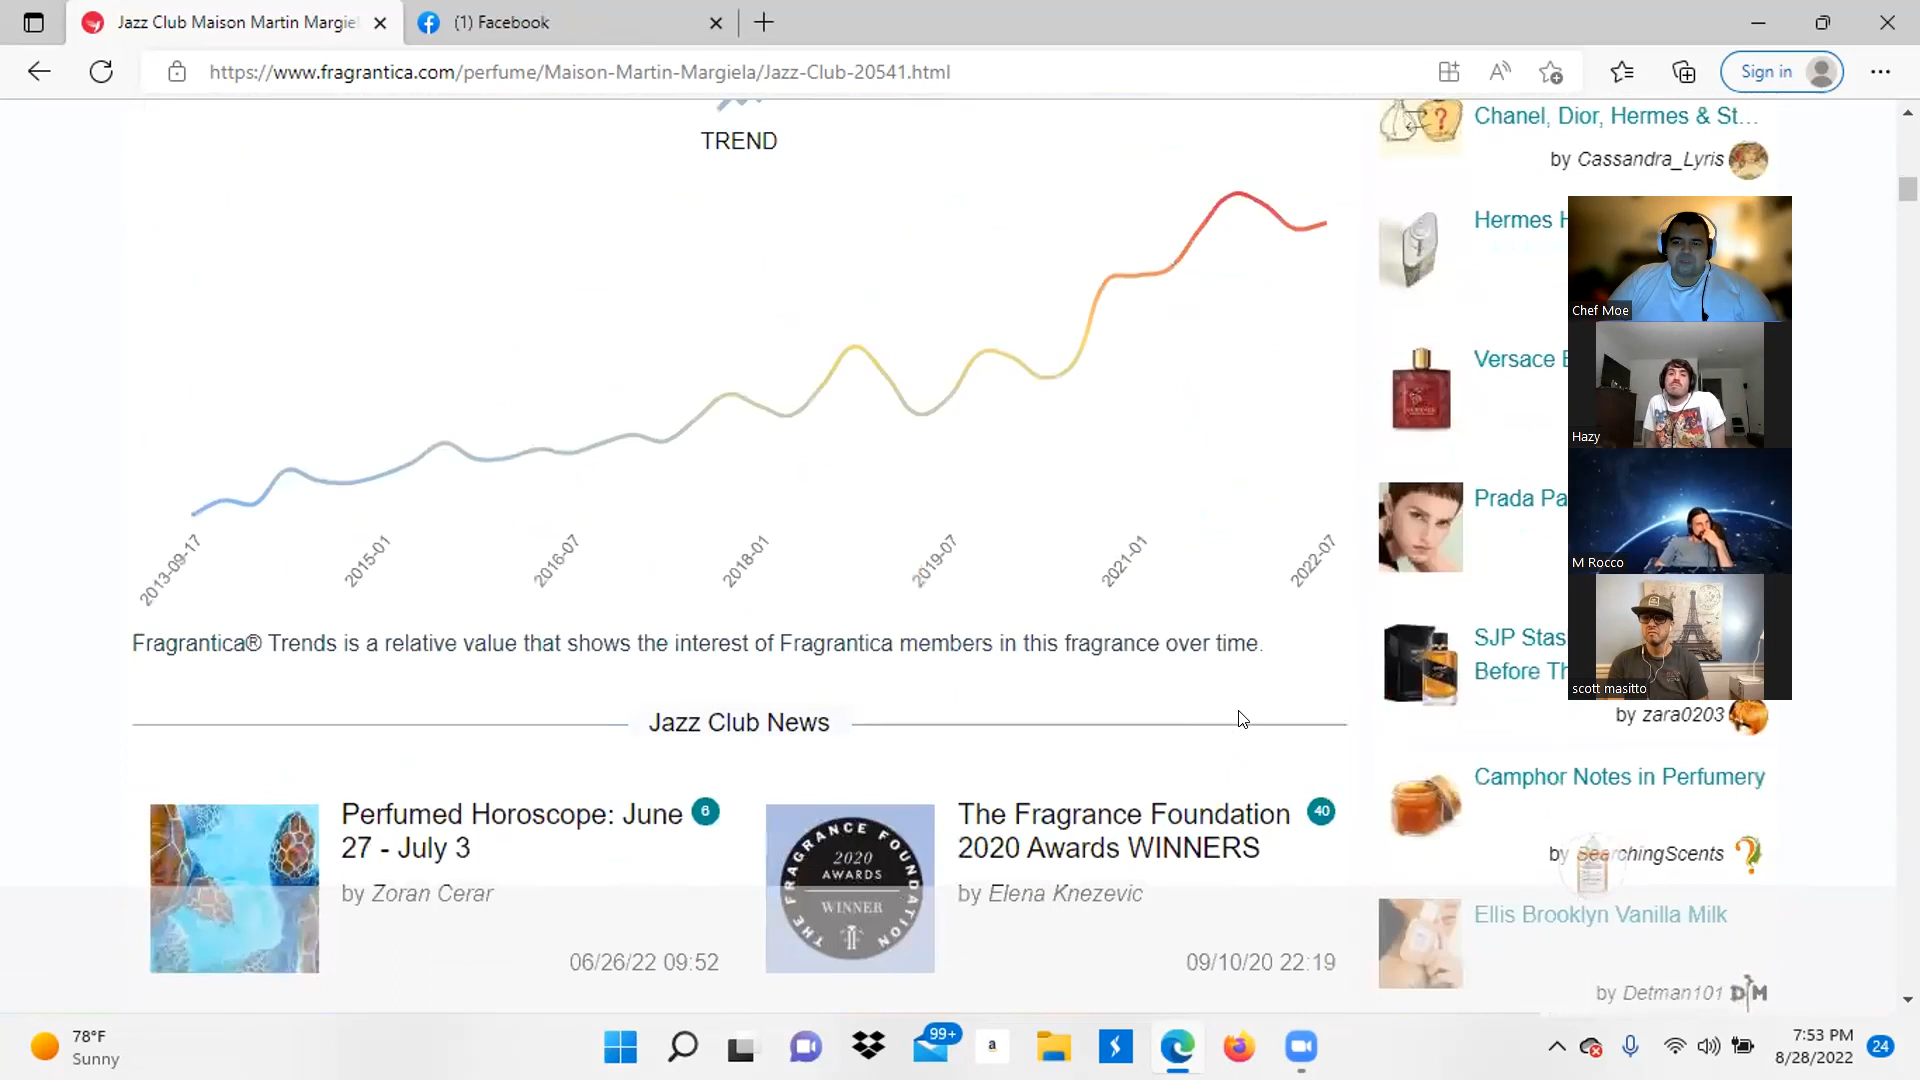 Jazz Club Maison Martin Margiel
(1) Facebook
https://www.fragrantica.com/perfume/Maison-Martin-Margiela/Jazz-Club-20541.html
Sign in
TREND
2013-09-17
2015-01
2016-07
2018-01
2019-07
2021-01
2022-07
Fragrantica® Trends is a relative value that shows the interest of Fragrantica members in this fragrance over time.
Jazz Club News
Perfumed Horoscope: June
27 - July 3
6
by Zoran Cerar
06/26/22 09:52
THE FRAGRANCE FOUNDATION
2020
AWARDS
WINNER
The Fragrance Foundation
2020 Awards WINNERS
40
by Elena Knezevic
09/10/20 22:19
Chanel, Dior, Hermes & St...
by Cassandra_Lyris
Hermes H
Versace E
Prada Pa
SJP Stas
Before Th
by zara0203
Camphor Notes in Perfumery
by SearchingScents
Ellis Brooklyn Vanilla Milk
by Detman101
DM
Chef Moe
Hazy
M Rocco
scott masitto
78°F
Sunny
99+
a
7:53 PM
8/28/2022
24